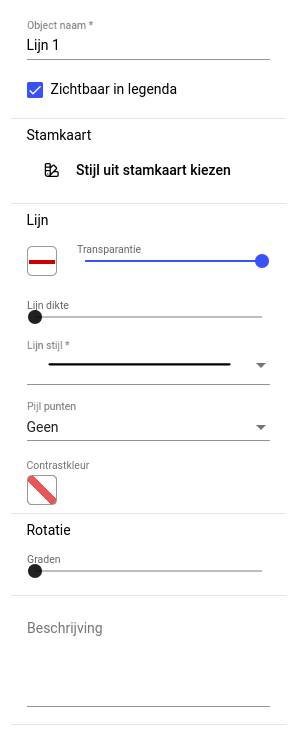 Object naam *
Lijn 1
Zichtbaar in legenda
Stamkaart
Stijl uit stamkaart kiezen
Lijn
Transparantie
Lijn dikte
Lijn stijl *
Pijl punten
Geen
Contrastkleur
Rotatie
Graden
Beschrijving